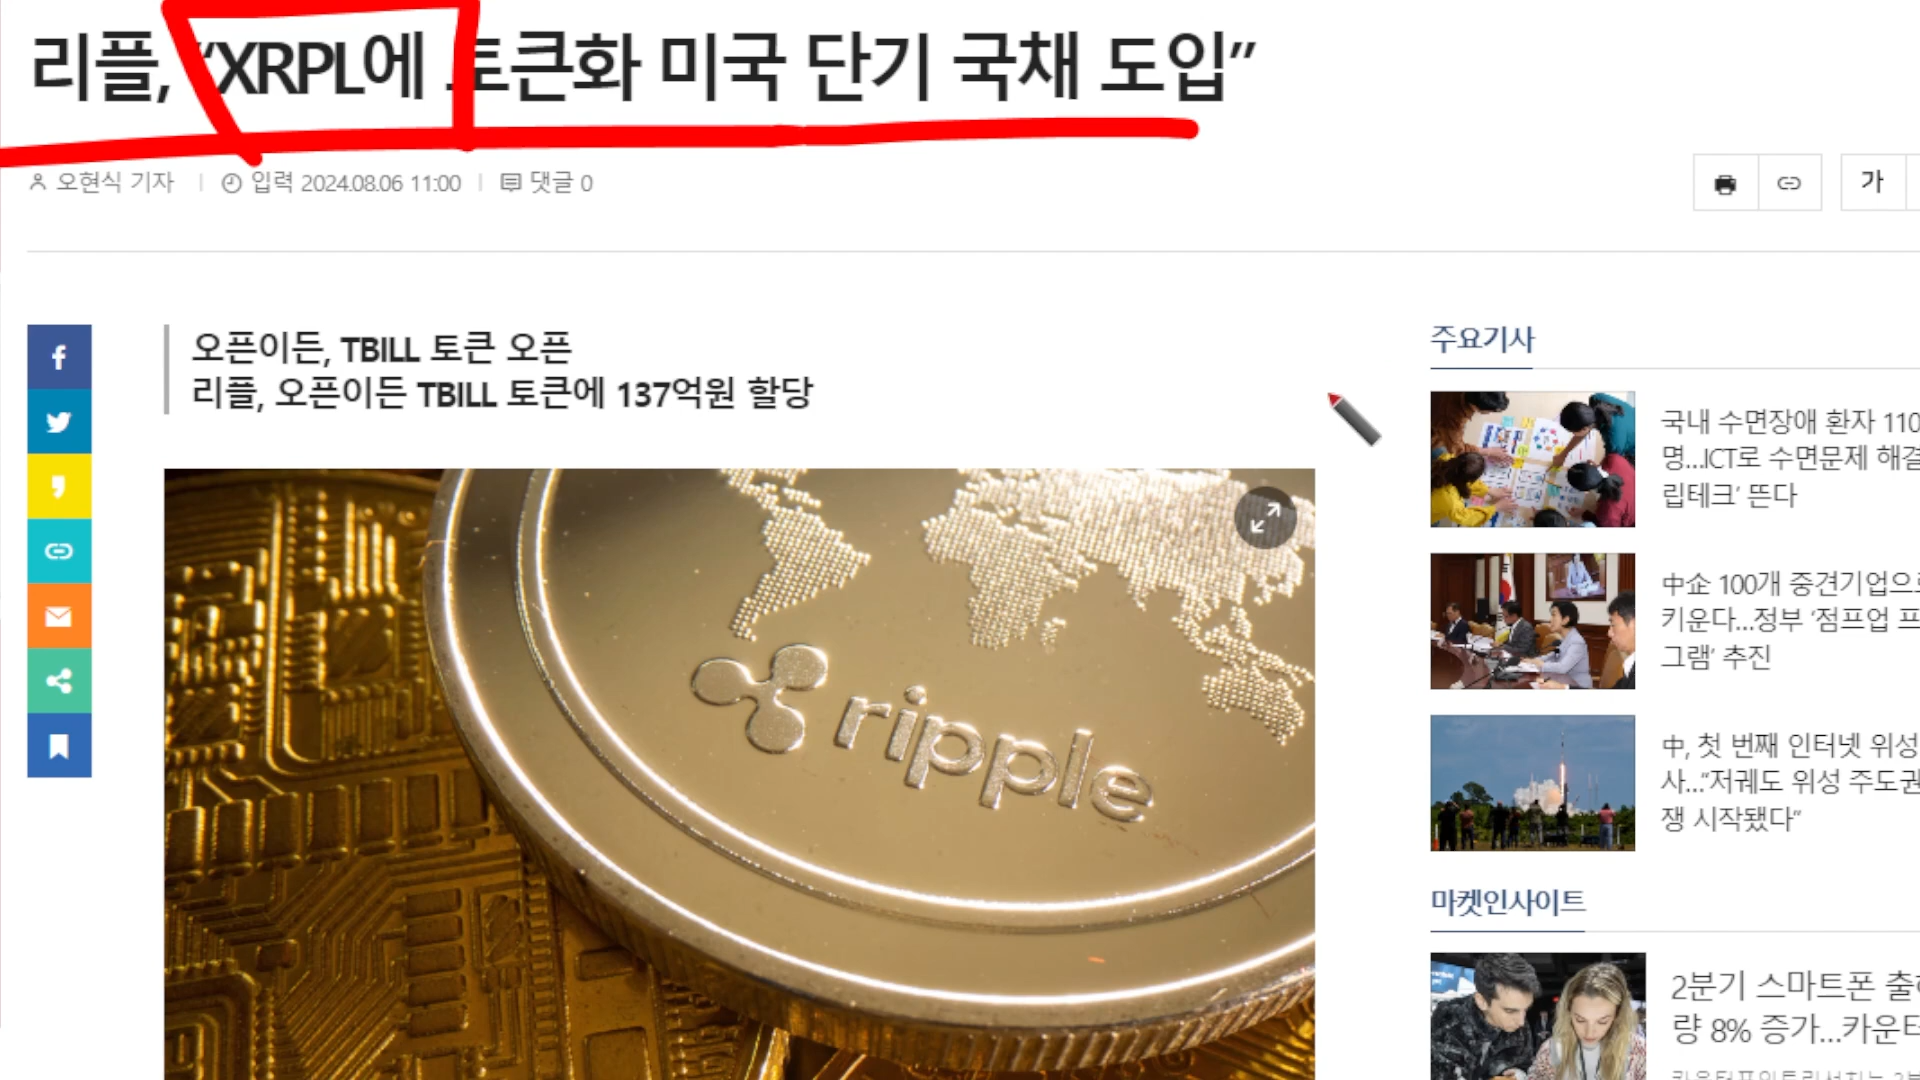 리플, “XRPL에 토큰화 미국 단기 국채 도입”
오현식 기자 | 입력 2024.08.06 11:00 | 댓글 0
가
오픈이든, TBILL 토큰 오픈
리플, 오픈이든 TBILL 토큰에 137억원 할당
ripple
주요기사
국내 수면장애 환자 110
명...ICT로 수면문제 해결
립테크’ 뜬다
中企 100개 중견기업으로
키운다...정부 ‘점프업 프
그램’ 추진
中, 첫 번째 인터넷 위성
사...“저궤도 위성 주도권
쟁 시작됐다”
마켓인사이트
2분기 스마트폰 출하
량 8% 증가...카운터